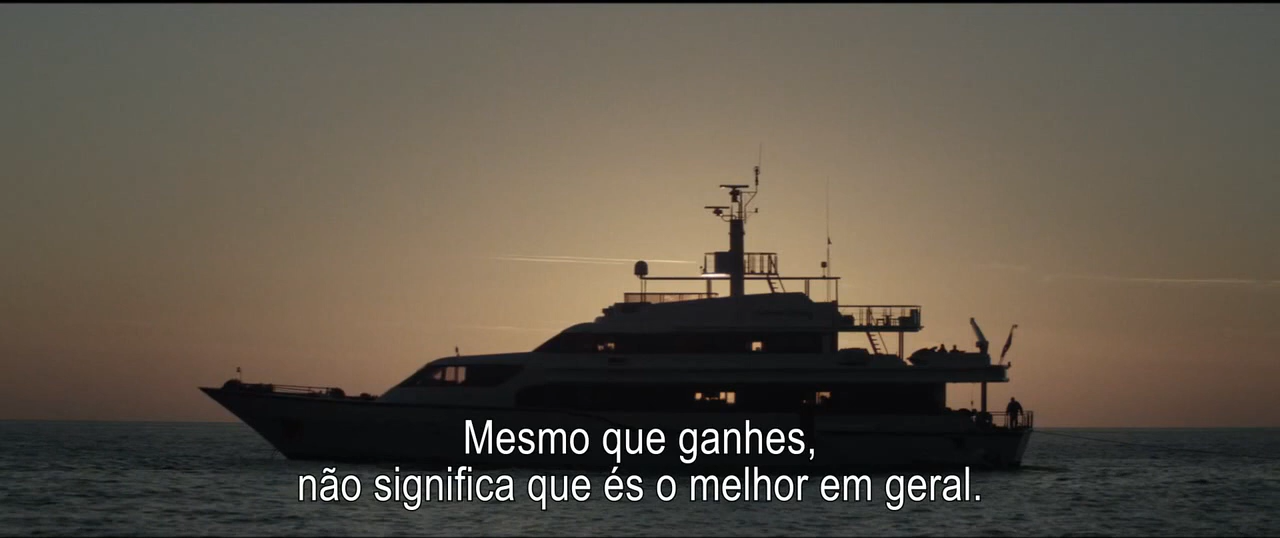 Mesmo que ganhes,
não significa que és o melhor em geral.